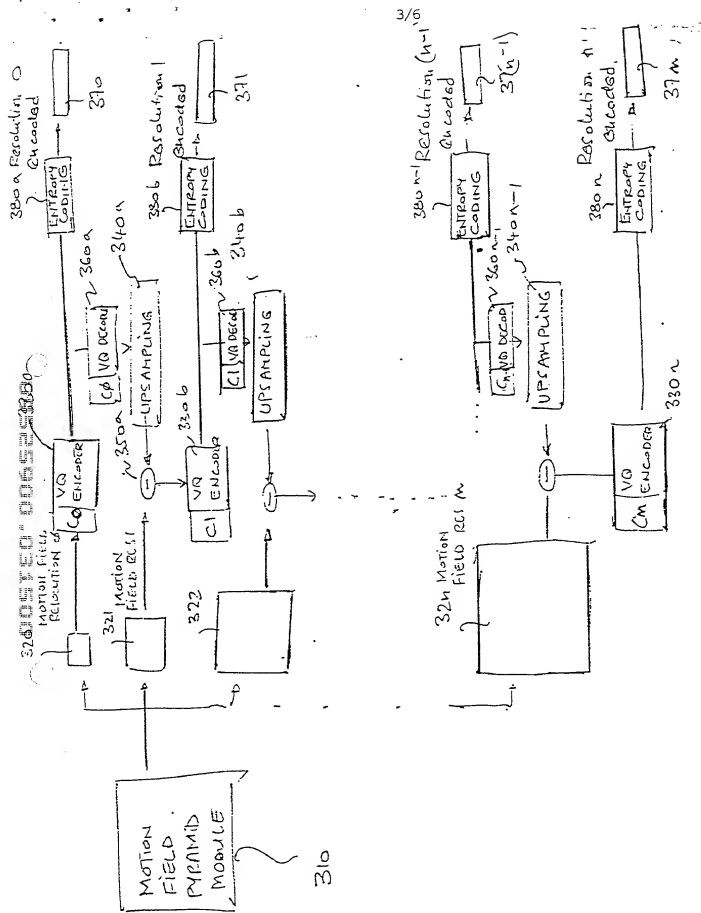 3/6
MOTION
FIELD
PYRAMID
MODULE
310
320
MOTION FIELD
RESOLUTION 0
CØ
VQ
ENCODER
CØ VQ DECODE
360a
380a Resolution 0
encoded
ENTROPY
CODING
370
UPSAMPLING
340a
350a
321
MOTION
FIELD RES 1
C1
VQ
ENCODER
330b
C1 VQ DECOD
360b
380b Resolution 1
encoded
ENTROPY
CODING
371
UPSAMPLING
340b
322
UPSAMPLING
340n-1
Cn VQ DECOD
360n-1
380n-1 Resolution (n-1)
encoded
ENTROPY
CODING
37(n-1)
32n MOTION
FIELD RES M
CM
VQ
ENCODER
330n
380n
Resolution n
encoded.
ENTROPY
CODING
37n